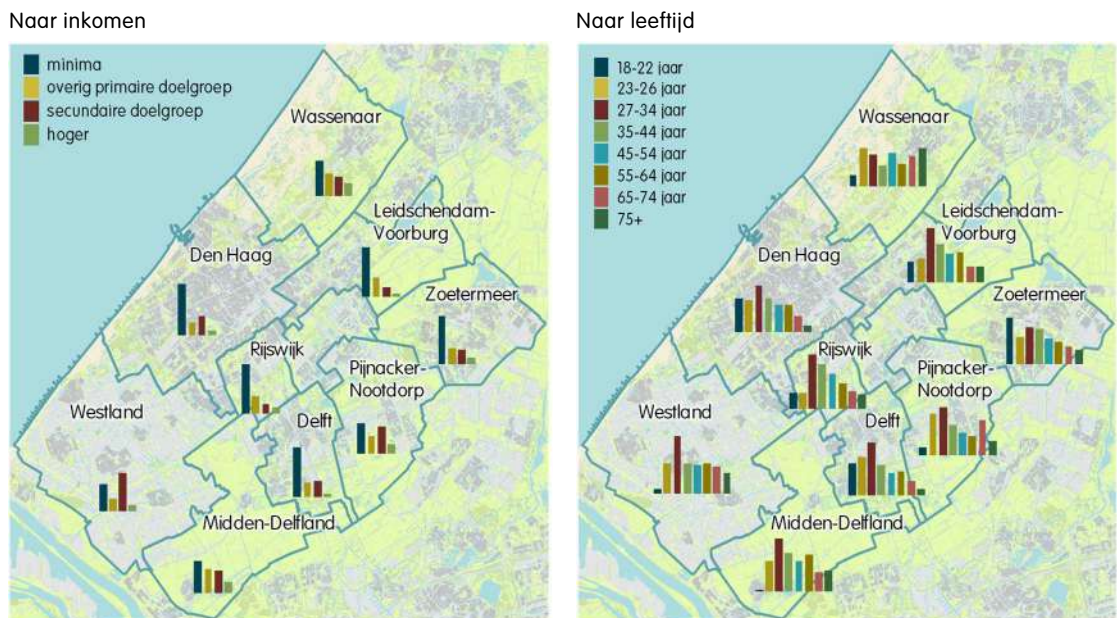 Naar inkomen
minima
overig primaire doelgroep
secundaire doelgroep
hoger
Wassenaar
Leidschendam-
Voorburg
Den Haag
Zoetermeer
Rijswijk
Pijnacker-
Nootdorp
Westland
Delft
Midden-Delfland
Naar leeftijd
18-22 jaar
23-26 jaar
27-34 jaar
35-44 jaar
45-54 jaar
55-64 jaar
65-74 jaar
75+
Wassenaar
Leidschendam-
Voorburg
Den Haag
Zoetermeer
Rijswijk
Pijnacker-
Nootdorp
Westland
Delft
Midden-Delfland